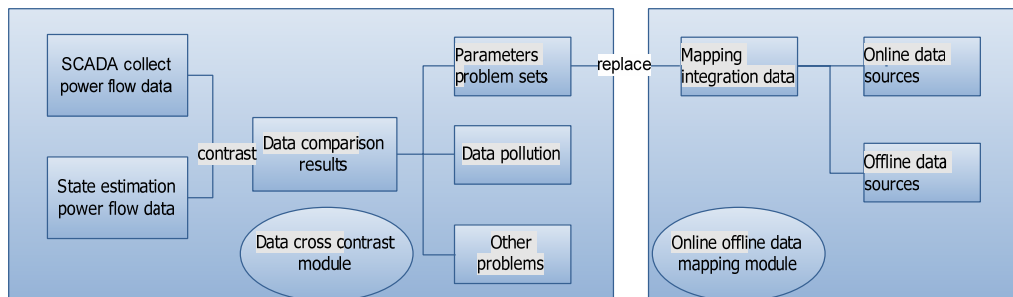 SCADA collect
power flow data
State estimation
power flow data
contrast
Data comparison
results
Parameters
problem sets
Data pollution
Other
problems
Data cross contrast
module
replace
Mapping
integration data
Online data
sources
Offline data
sources
Online offline data
mapping module